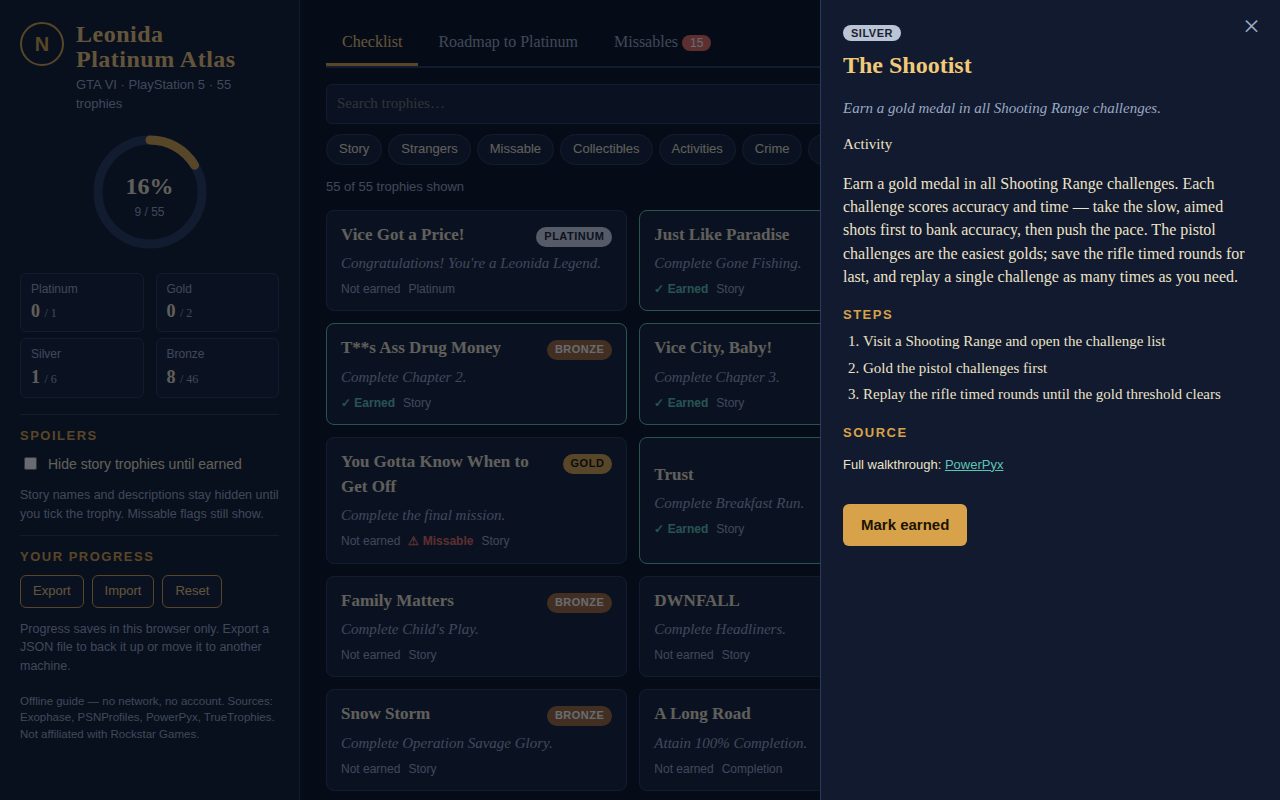 N
Leonida
Platinum Atlas
GTA VI · PlayStation 5 · 55
trophies
16%
9 / 55
Platinum
0 / 1
Gold
0 / 2
Silver
1 / 6
Bronze
8 / 46
SPOILERS
Hide story trophies until earned
Story names and descriptions stay hidden until
you tick the trophy. Missable flags still show.
YOUR PROGRESS
Export Import Reset
Progress saves in this browser only. Export a
JSON file to back it up or move it to another
machine.
Offline guide — no network, no account. Sources:
Exophase, PSNProfiles, PowerPyx, TrueTrophies.
Not affiliated with Rockstar Games.
Checklist Roadmap to Platinum Missables 15
Search trophies…
Story Strangers Missable Collectibles Activities Crime
55 of 55 trophies shown
Vice Got a Price! PLATINUM
Congratulations! You're a Leonida Legend.
Not earned Platinum
Just Like Paradise
Complete Gone Fishing.
✓ Earned Story
T**s Ass Drug Money BRONZE
Complete Chapter 2.
✓ Earned Story
Vice City, Baby!
Complete Chapter 3.
✓ Earned Story
You Gotta Know When to
Get Off
GOLD
Complete the final mission.
Not earned ⚠ Missable Story
Trust
Complete Breakfast Run.
✓ Earned Story
Family Matters BRONZE
Complete Child's Play.
Not earned Story
DWNFALL
Complete Headliners.
Not earned Story
Snow Storm BRONZE
Complete Operation Savage Glory.
Not earned Story
A Long Road
Attain 100% Completion.
Not earned Completion
SILVER
The Shootist
Earn a gold medal in all Shooting Range challenges.
Activity
Earn a gold medal in all Shooting Range challenges. Each
challenge scores accuracy and time — take the slow, aimed
shots first to bank accuracy, then push the pace. The pistol
challenges are the easiest golds; save the rifle timed rounds for
last, and replay a single challenge as many times as you need.
STEPS
1. Visit a Shooting Range and open the challenge list
2. Gold the pistol challenges first
3. Replay the rifle timed rounds until the gold threshold clears
SOURCE
Full walkthrough: PowerPyx
Mark earned